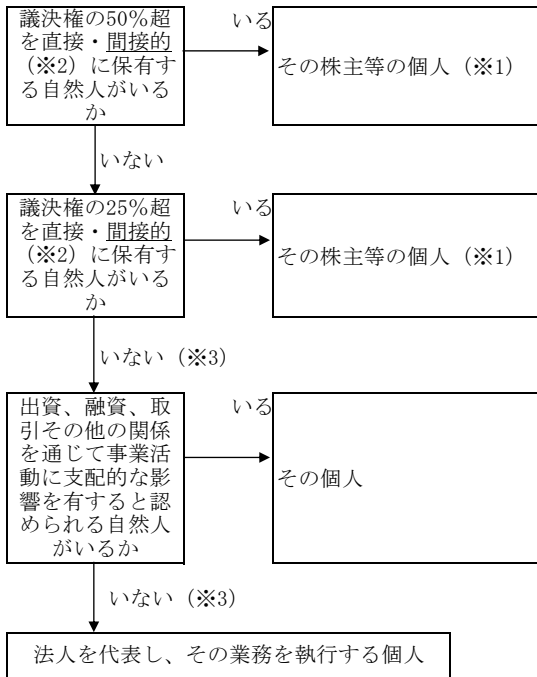 議決権の50％超
を直接・間接的
（※2）に保有す
る自然人がいる
か
いる
その株主等の個人（※1）
いない
議決権の25％超
を直接・間接的
（※2）に保有す
る自然人がいる
か
いる
その株主等の個人（※1）
いない（※3）
出資、融資、取
引その他の関係
を通じて事業活
動に支配的な影
響を有すると認
められる自然人
がいるか
いる
その個人
いない（※3）
法人を代表し、その業務を執行する個人